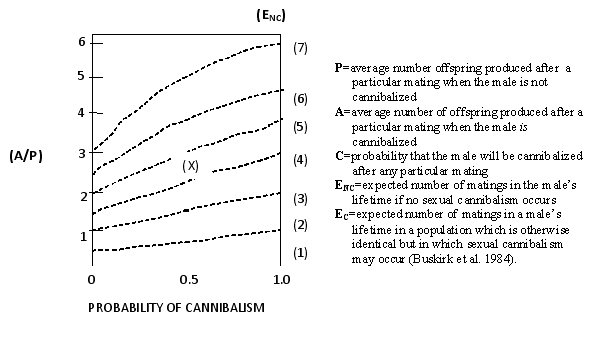 (ENC)
6
5
4
3
2
1
(A/P)
(7)
(6)
(5)
(4)
(3)
(2)
(1)
(X)
0
0.5
1.0
PROBABILITY OF CANNIBALISM
P=average number offspring produced after a
particular mating when the male is not
cannibalized
A=average number of offspring produced after a
particular mating when the male is
cannibalized
C=probability that the male will be cannibalized
after any particular mating
ENC=expected number of matings in the male's
lifetime if no sexual cannibalism occurs
EC=expected number of matings in a male's
lifetime in a population which is otherwise
identical but in which sexual cannibalism
may occur (Buskirk et al. 1984).